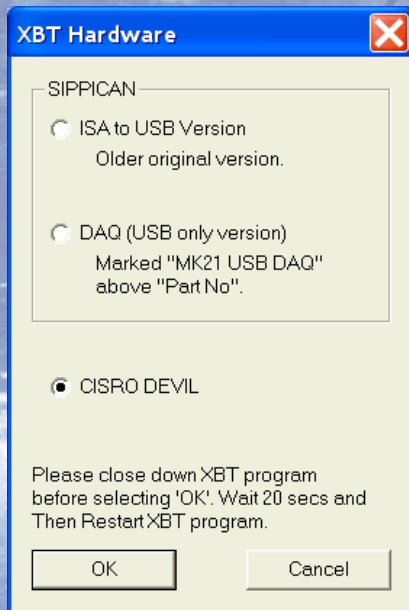 XBT Hardware
SIPPICAN
ISA to USB Version
Older original version.
DAQ (USB only version)
Marked "MK21 USB DAQ"
above "Part No".
CISRO DEVIL
Please close down XBT program
before selecting 'OK'. Wait 20 secs and
Then Restart XBT program.
OK
Cancel